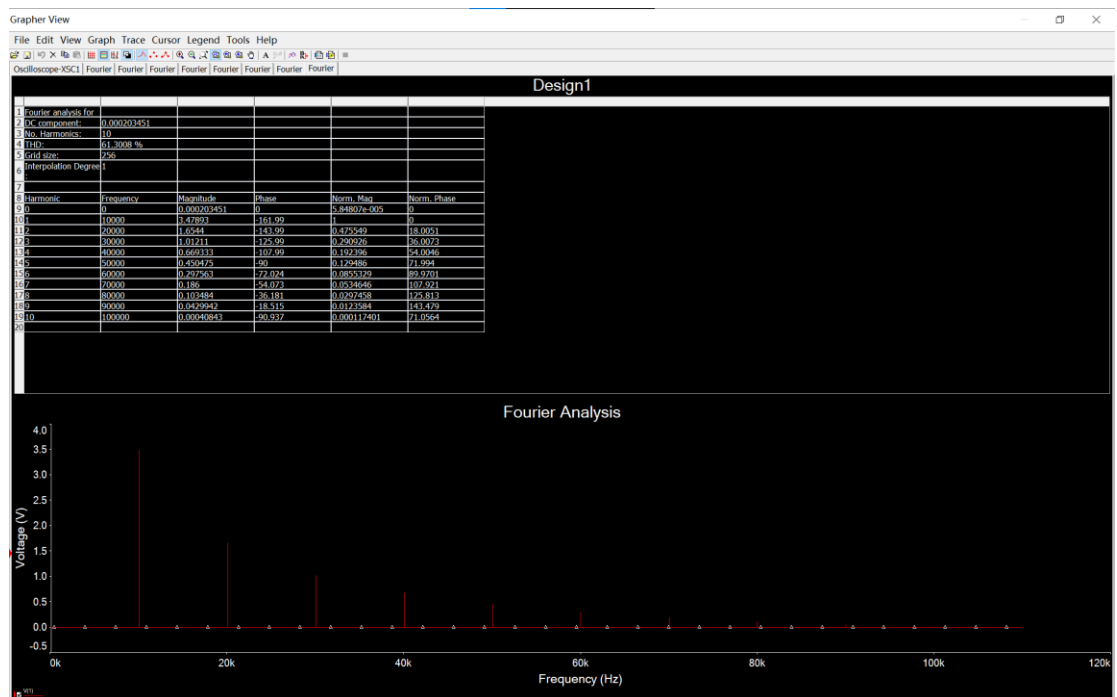 Grapher View
File Edit View Graph Trace Cursor Legend Tools Help
Oscilloscope-XSC1 Fourier Fourier Fourier Fourier Fourier Fourier Fourier Fourier
Design1
1 Fourier analysis for
2 DC component: 0.000203451
3 No. Harmonics: 10
4 THD: 61.3008 %
5 Grid size: 256
6 Interpolation Degree 1
7
8 Harmonic Frequency Magnitude Phase Norm. Mag Norm. Phase
9 0 0 0.000203451 0 5.84807e-005 0
10 1 10000 3.47893 -161.99 1 0
11 2 20000 1.6544 -143.99 0.475549 18.0051
12 3 30000 1.01211 -125.99 0.290926 36.0073
13 4 40000 0.669333 -107.99 0.192396 54.0046
14 5 50000 0.450475 -90 0.129486 71.994
15 6 60000 0.297563 -72.024 0.0855329 89.9701
16 7 70000 0.186 -54.073 0.0534646 107.921
17 8 80000 0.103484 -36.181 0.0297458 125.813
18 9 90000 0.0429942 -18.515 0.0123584 143.479
19 10 100000 0.00040843 -90.937 0.000117401 71.0564
20
Fourier Analysis
4.0
3.5
3.0
2.5
2.0
1.5
1.0
0.5
0.0
-0.5
Voltage (V)
0k 20k 40k 60k 80k 100k 120k
Frequency (Hz)
V(1)